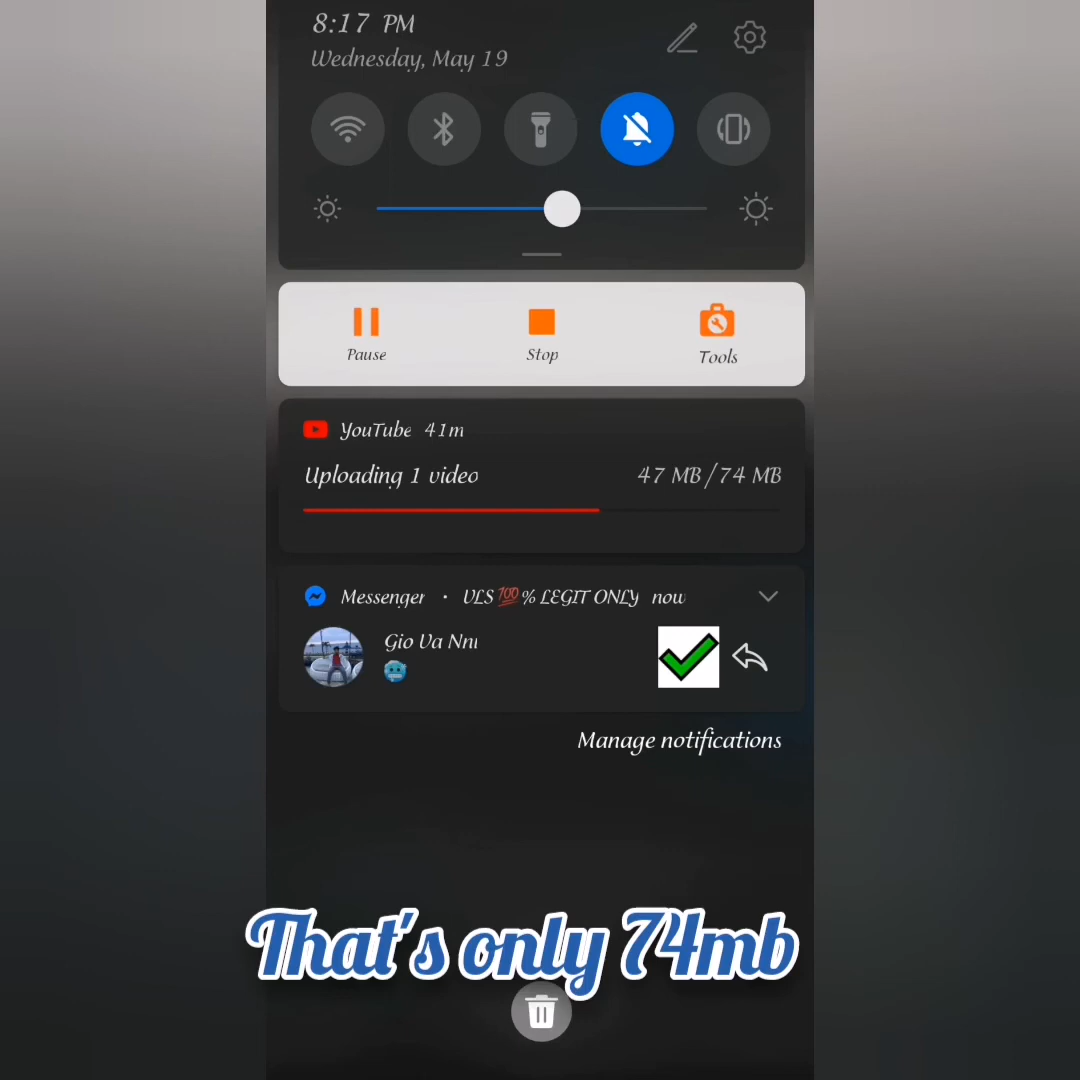 8:17 PM
Wednesday, May 19
Pause
Stop
Tools
YouTube 41m
Uploading 1 video
47 MB/74 MB
Messenger · VLS💯% LEGIT ONLY now
Gio Va Nni
🥶
Manage notifications
That's only 74mb